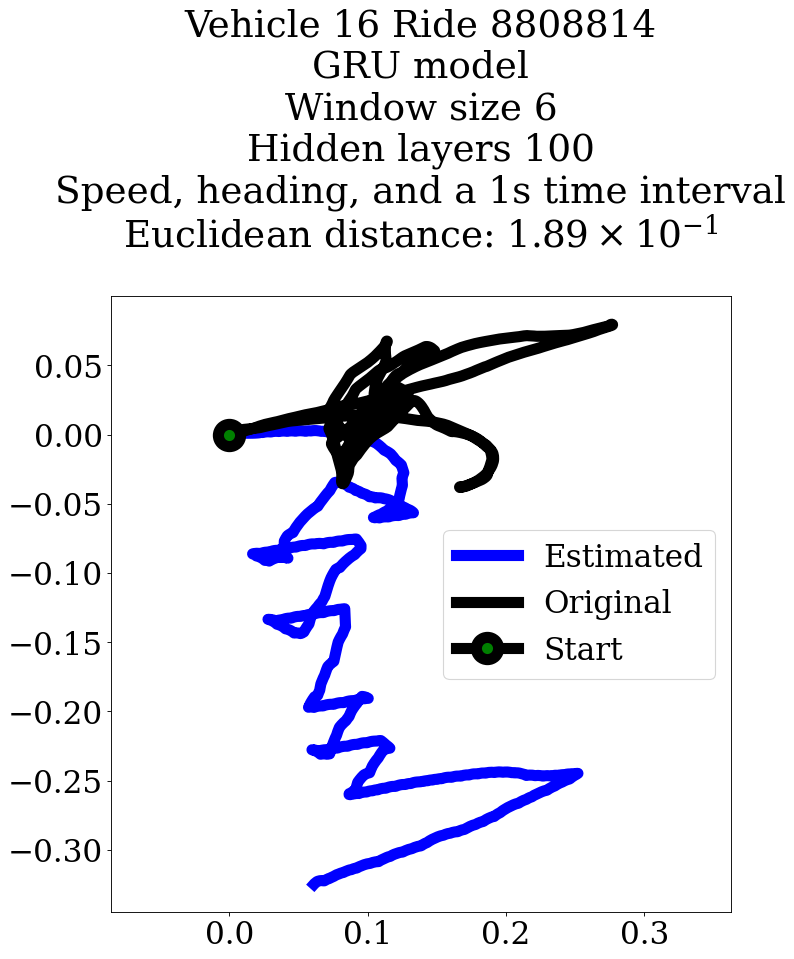 Vehicle 16 Ride 8808814
GRU model
Window size 6
Hidden layers 100
Speed, heading, and a 1s time interval
Euclidean distance: 1.89 × 10⁻¹
0.05
0.00
−0.05
−0.10
−0.15
−0.20
−0.25
−0.30
Estimated
Original
Start
0.0 0.1 0.2 0.3